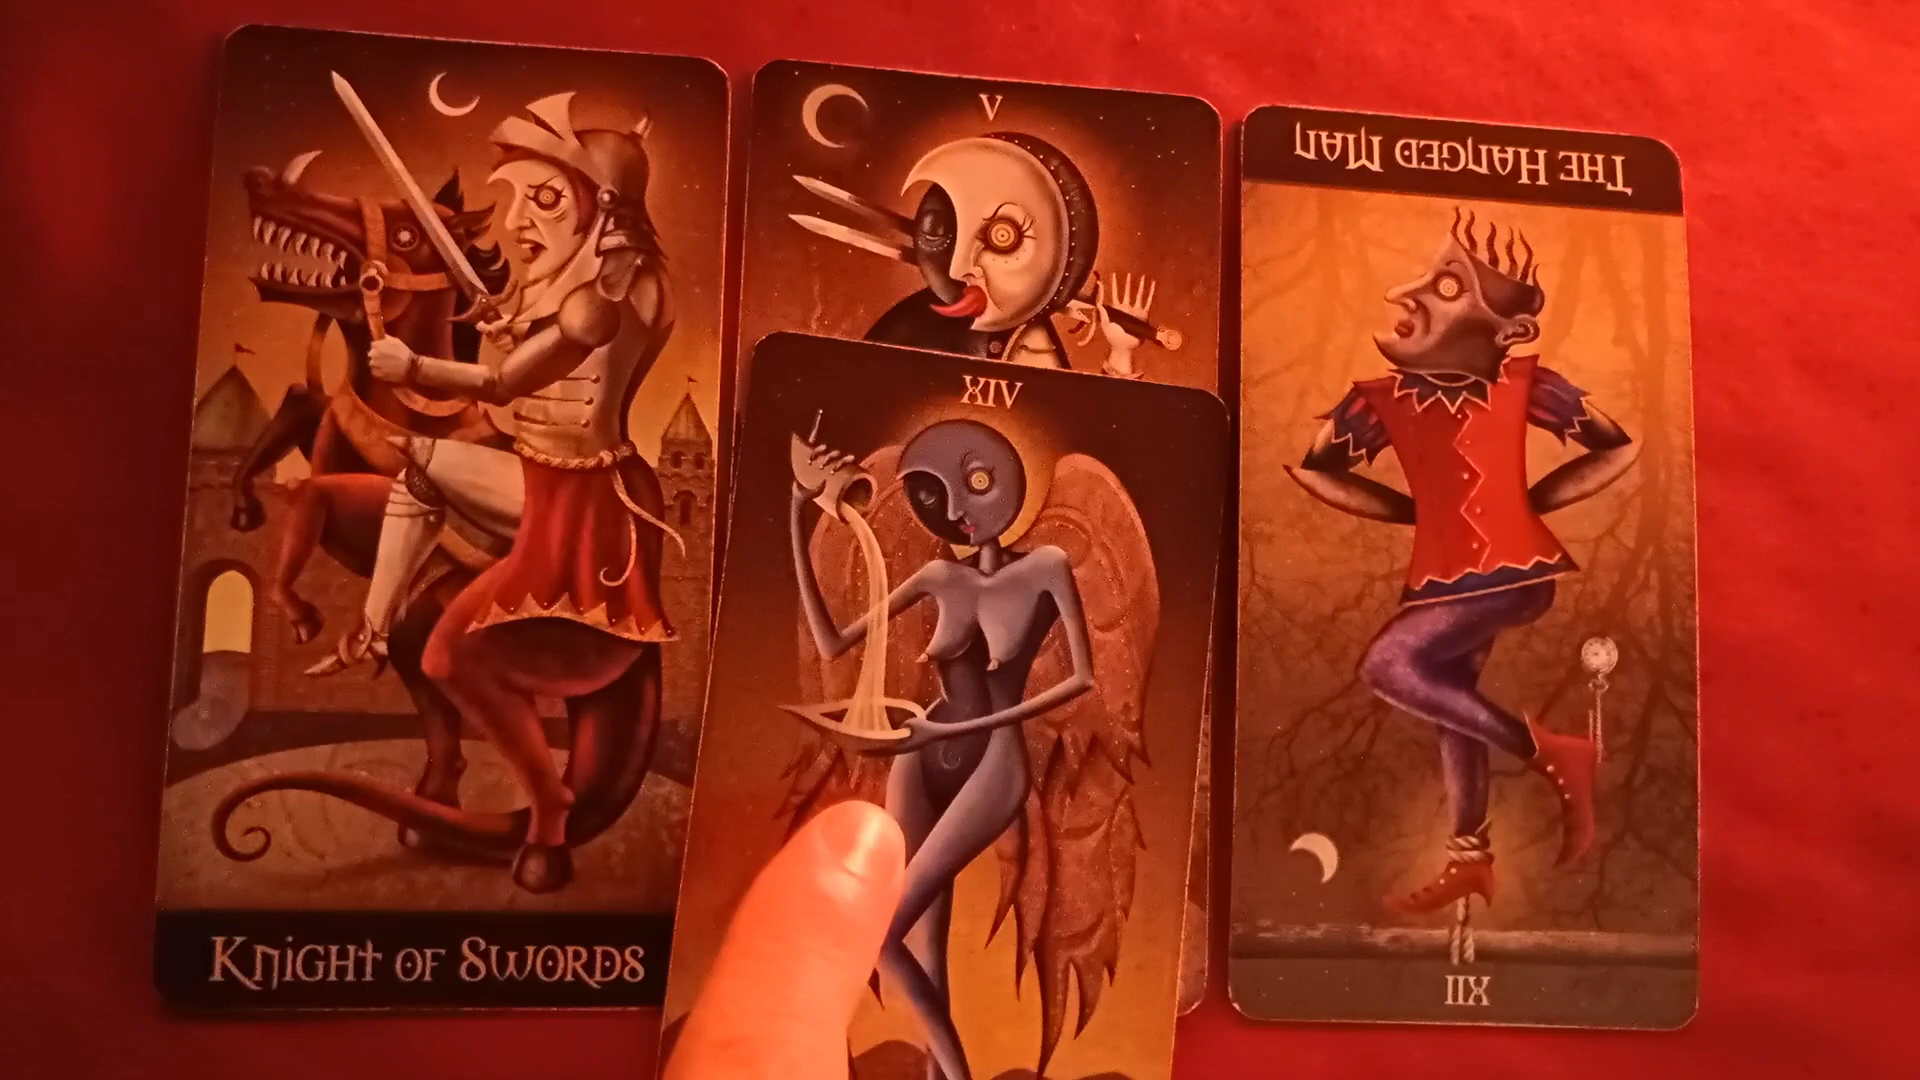 KNIGHT OF SWORDS
V
XIV
THE HANGED MAN
XII